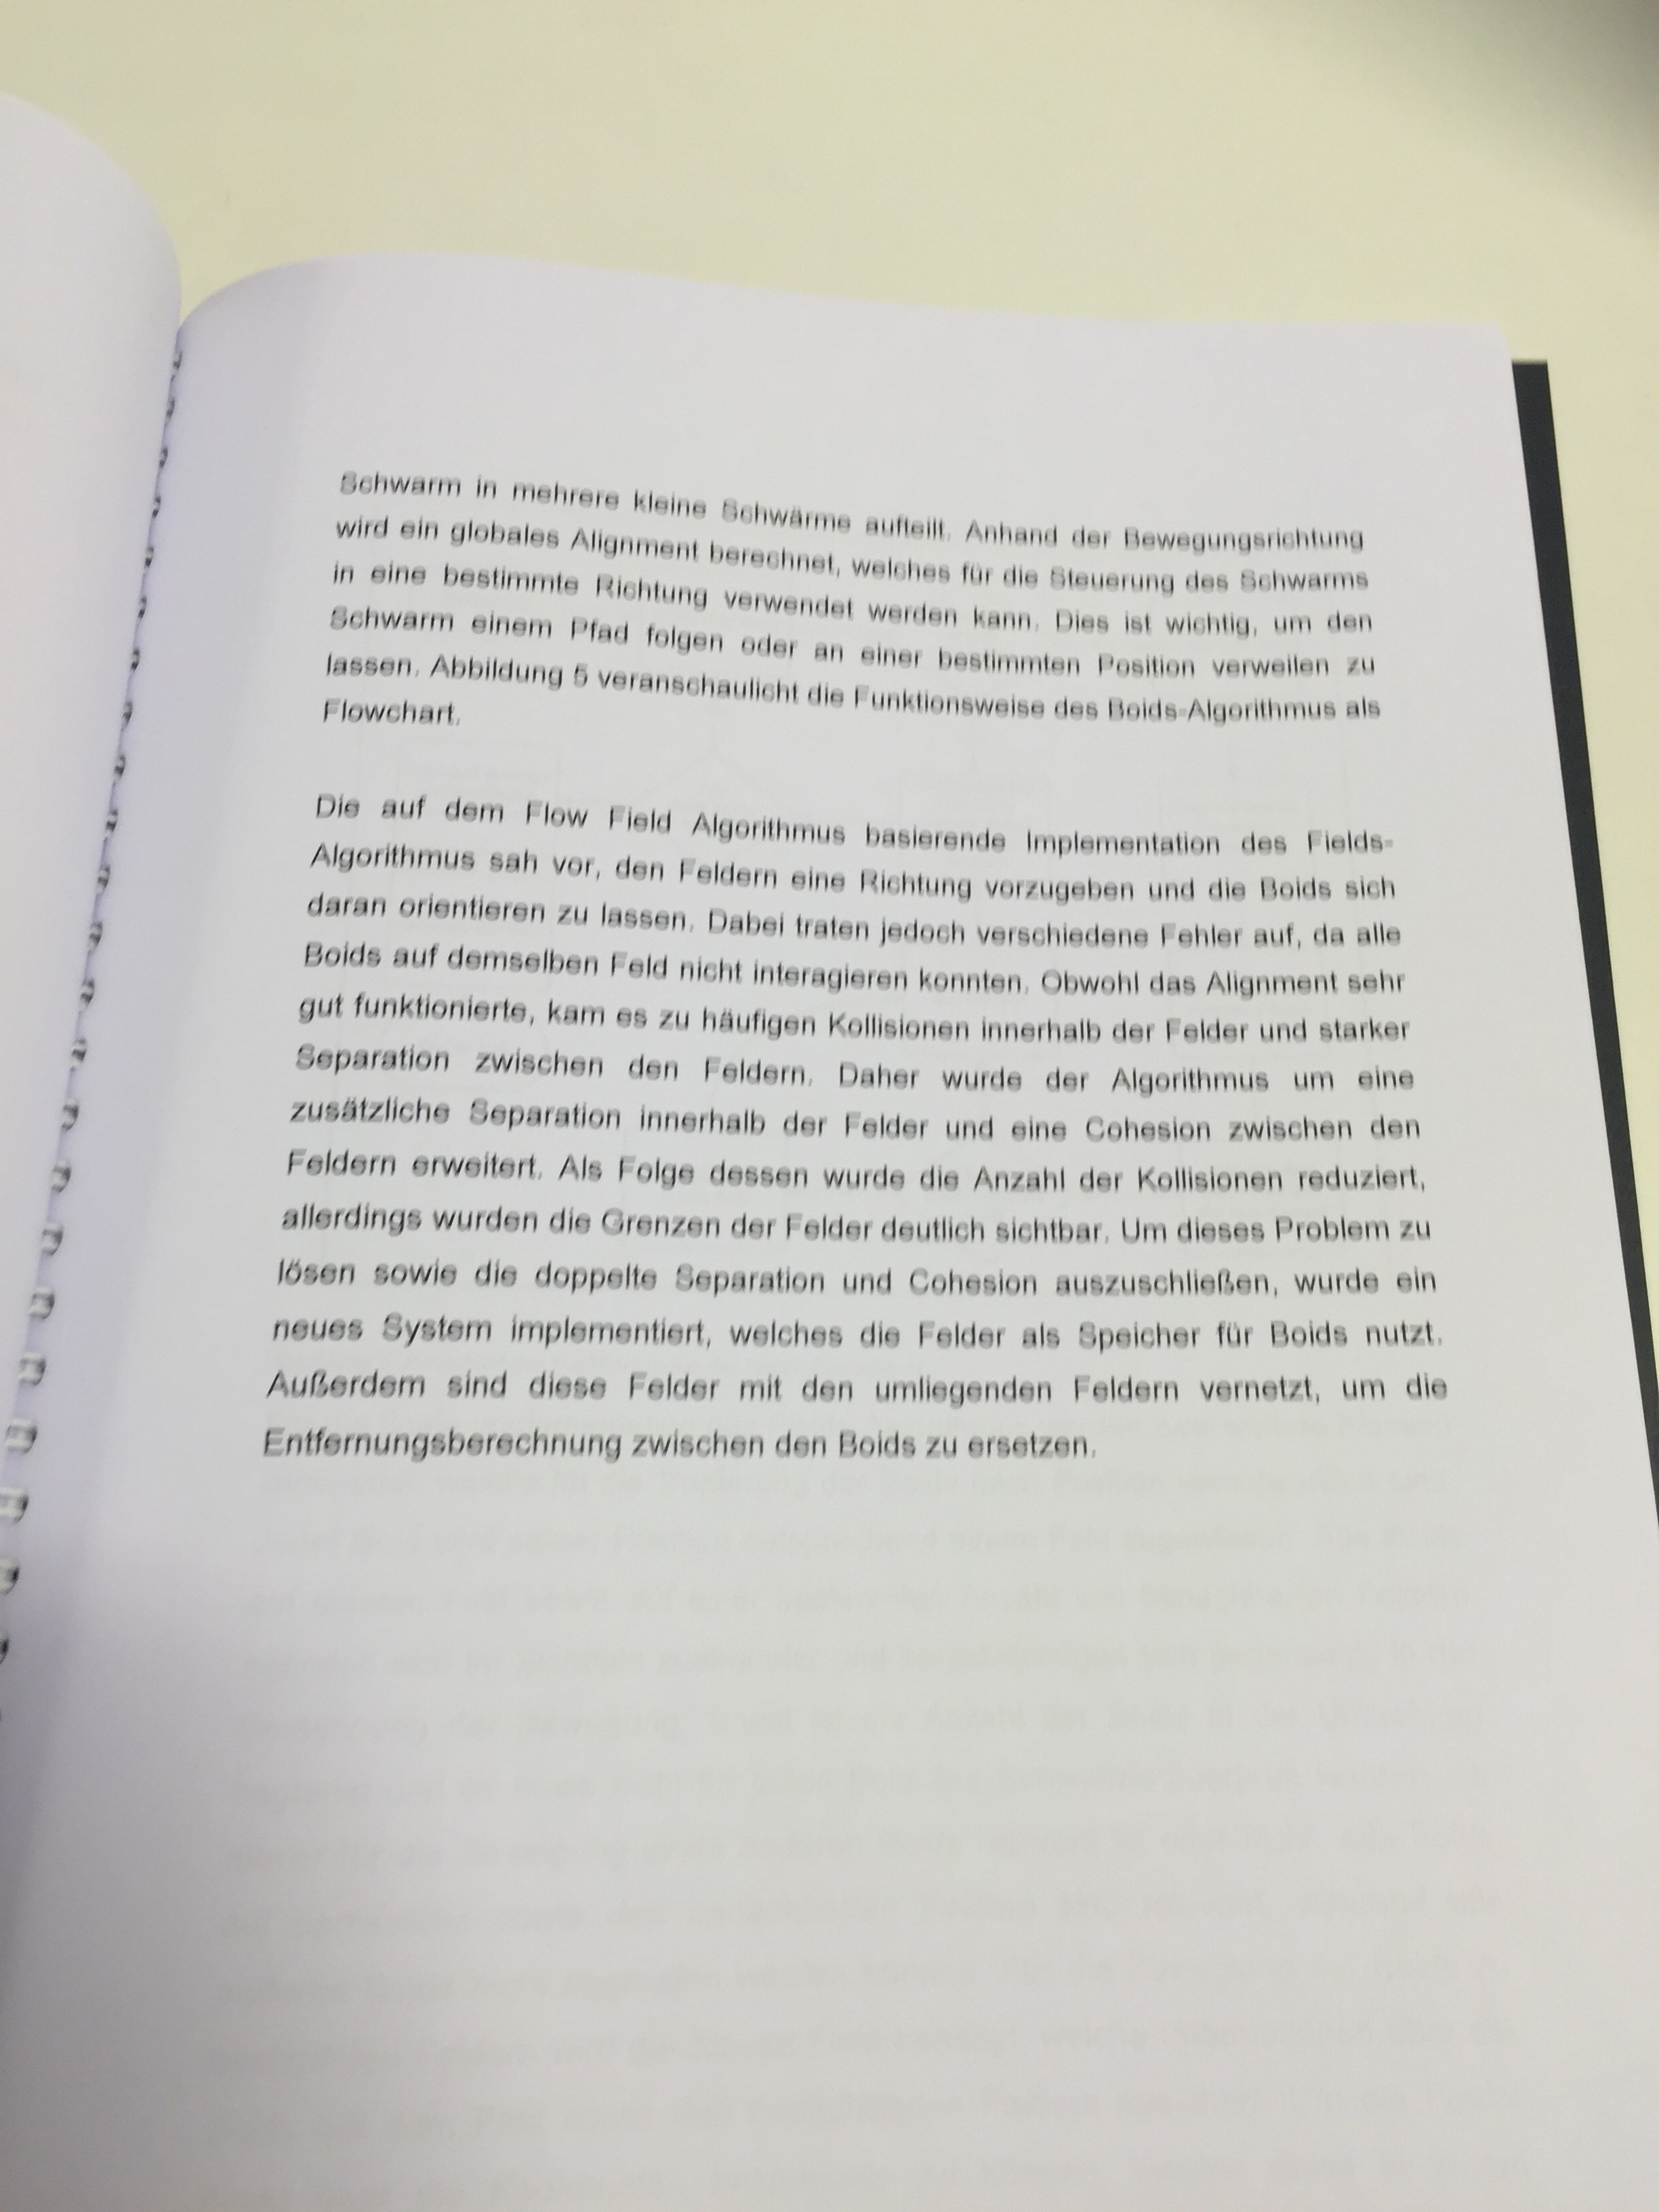 Schwarm in mehrere kleine Schwärme aufteilt. Anhand der Bewegungsrichtung
wird ein globales Alignment berechnet, welches für die Steuerung des Schwarms
in eine bestimmte Richtung verwendet werden kann. Dies ist wichtig, um den
Schwarm einem Pfad folgen oder an einer bestimmten Position verweilen zu
lassen. Abbildung 5 veranschaulicht die Funktionsweise des Boids-Algorithmus als
Flowchart.
Die auf dem Flow Field Algorithmus basierende Implementation des Fields-
Algorithmus sah vor, den Feldern eine Richtung vorzugeben und die Boids sich
daran orientieren zu lassen. Dabei traten jedoch verschiedene Fehler auf, da alle
Boids auf demselben Feld nicht interagieren konnten. Obwohl das Alignment sehr
gut funktionierte, kam es zu häufigen Kollisionen innerhalb der Felder und starker
Separation zwischen den Feldern. Daher wurde der Algorithmus um eine
zusätzliche Separation innerhalb der Felder und eine Cohesion zwischen den
Feldern erweitert. Als Folge dessen wurde die Anzahl der Kollisionen reduziert,
allerdings wurden die Grenzen der Felder deutlich sichtbar. Um dieses Problem zu
lösen sowie die doppelte Separation und Cohesion auszuschließen, wurde ein
neues System implementiert, welches die Felder als Speicher für Boids nutzt.
Außerdem sind diese Felder mit den umliegenden Feldern vernetzt, um die
Entfernungsberechnung zwischen den Boids zu ersetzen.